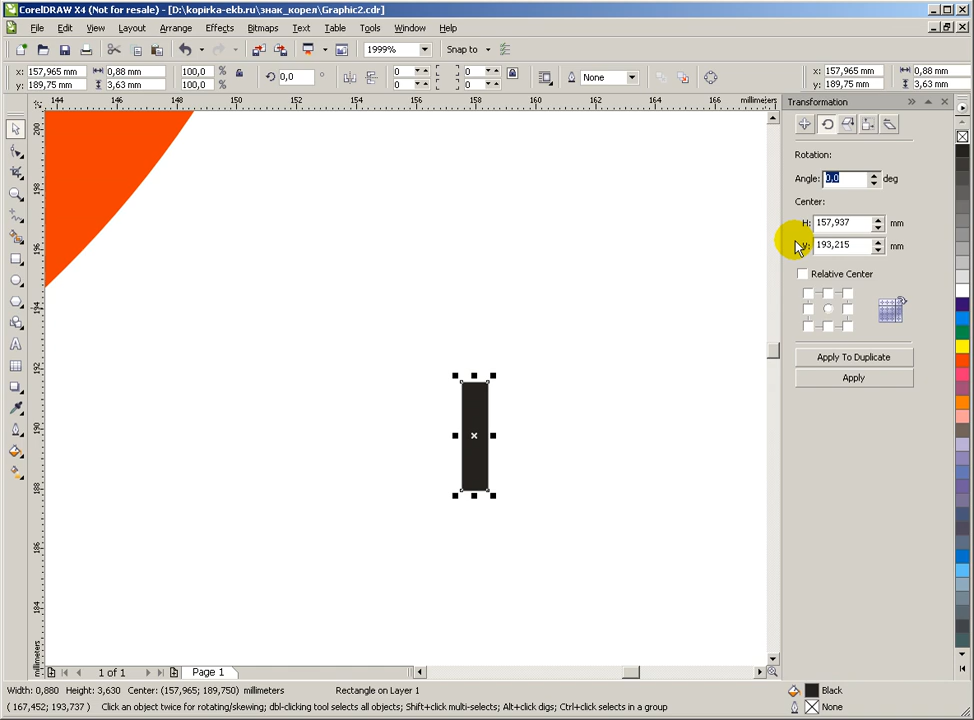 CorelDRAW X4 (Not for resale) - [D:\kopirka-ekb.ru\знак_корел\Graphic2.cdr]
File Edit View Layout Arrange Effects Bitmaps Text Table Tools Window Help
1999% Snap to
x: 157,965 mm 0,88 mm 100,0 % 0,0 ° 0 0 None x: 157,965 mm 0,88 mm
y: 189,75 mm 3,63 mm 100,0 % 0 0 y: 189,75 mm 3,63 mm
144 146 148 150 152 154 156 158 160 162 164 166 millimeters
200
198
196
194
192
190
188
186
184
millimeters
Transformation
Rotation:
Angle: 0,0 deg
Center:
H: 157,937 mm
V: 193,215 mm
Relative Center
Apply To Duplicate
Apply
1 of 1 Page 1
Width: 0,880 Height: 3,630 Center: (157,965; 189,750) millimeters Rectangle on Layer 1 Black
( 167,452; 193,737 ) Click an object twice for rotating/skewing; dbl-clicking tool selects all objects; Shift+click multi-selects; Alt+click digs; Ctrl+click selects in a group None